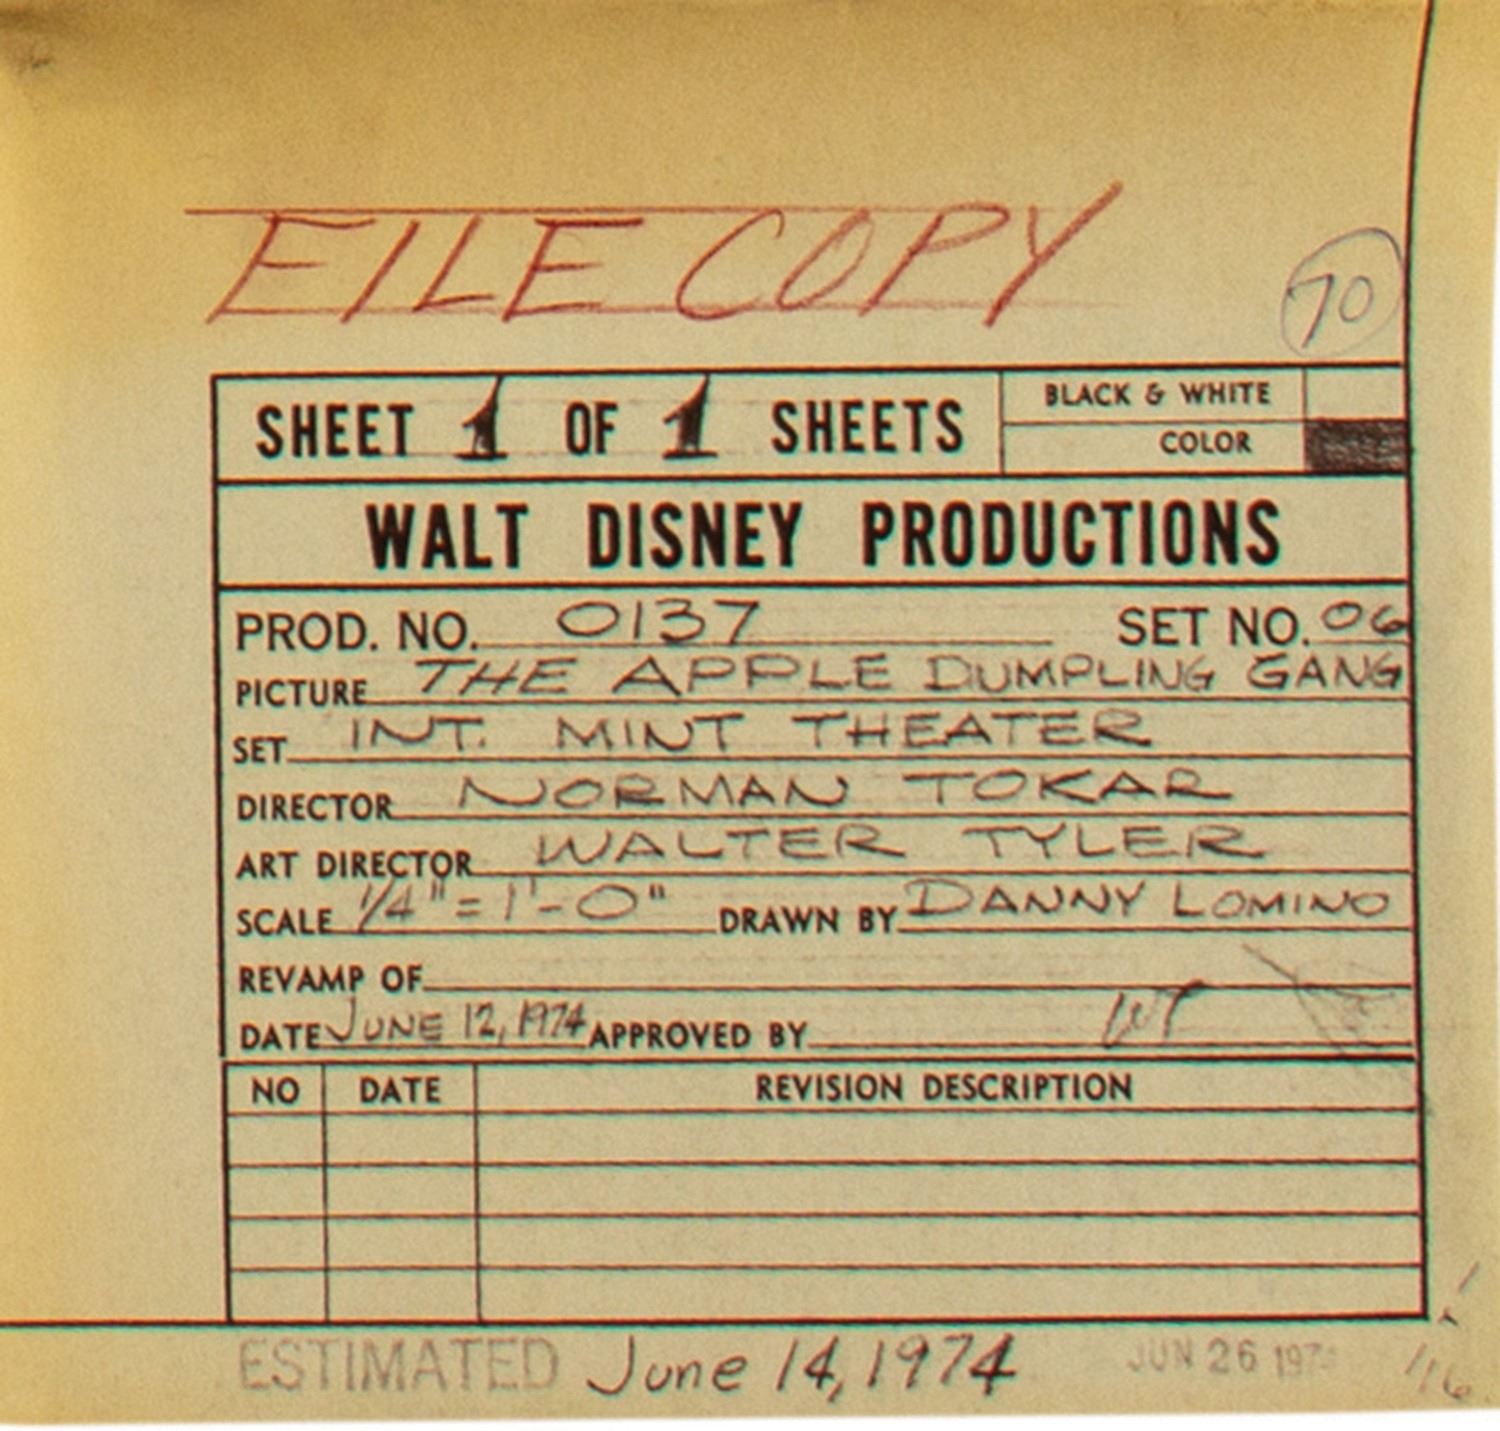 FILE COPY
70
SHEET 1 OF 1 SHEETS
BLACK & WHITE
COLOR
WALT DISNEY PRODUCTIONS
PROD. NO. 0137 SET NO. 06
PICTURE THE APPLE DUMPLING GANG
SET INT. MINT THEATER
DIRECTOR NORMAN TOKAR
ART DIRECTOR WALTER TYLER
SCALE 1/4" = 1'-0" DRAWN BY DANNY LOMINO
REVAMP OF
DATE JUNE 12, 1974 APPROVED BY WT
NO DATE REVISION DESCRIPTION
ESTIMATED June 14, 1974 JUN 26